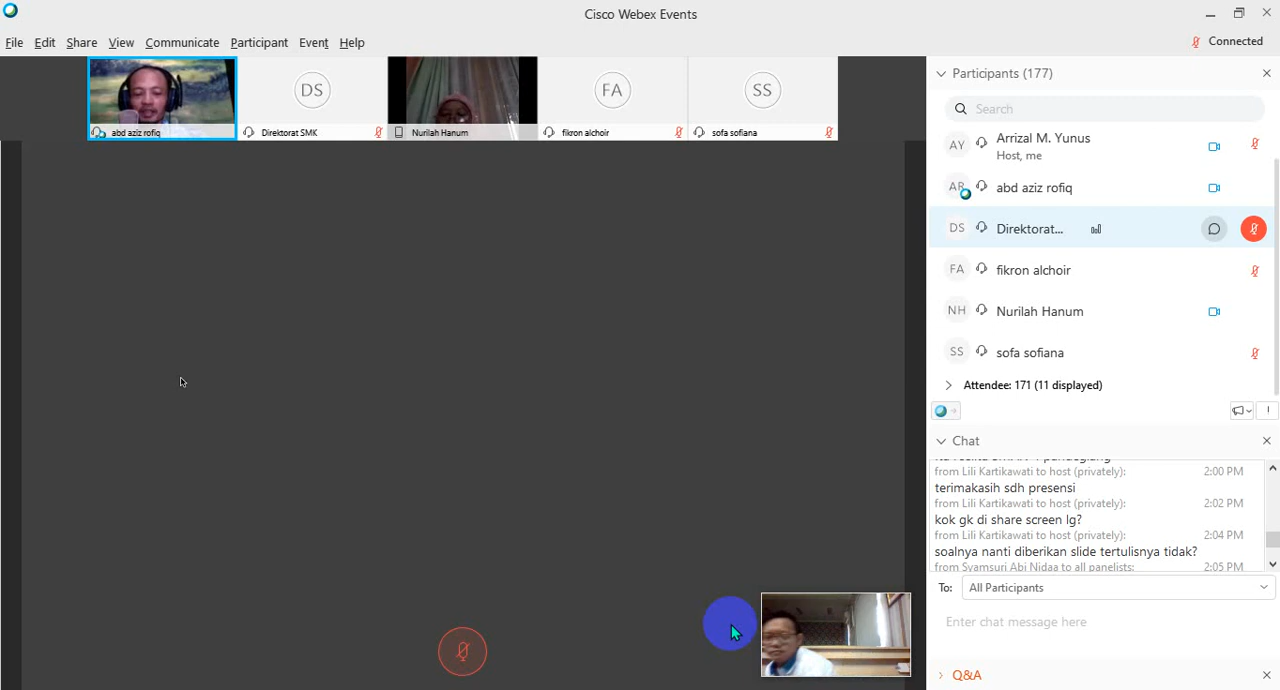 Cisco Webex Events
File Edit Share View Communicate Participant Event Help
Connected
DS
FA
SS
abd aziz rofiq
Direktorat SMK
Nurilah Hanum
fikron alchoir
sofa sofiana
Participants (177)
Search
AY Arrizal M. Yunus
Host, me
AR abd aziz rofiq
DS Direktorat...
FA fikron alchoir
NH Nurilah Hanum
SS sofa sofiana
Attendee: 171 (11 displayed)
Chat
from Lili Kartikawati to host (privately): 2:00 PM
terimakasih sdh presensi
from Lili Kartikawati to host (privately): 2:02 PM
kok gk di share screen lg?
from Lili Kartikawati to host (privately): 2:04 PM
soalnya nanti diberikan slide tertulisnya tidak?
from Syamsuri Abi Nidaa to all panelists: 2:05 PM
To: All Participants
Enter chat message here
Q&A